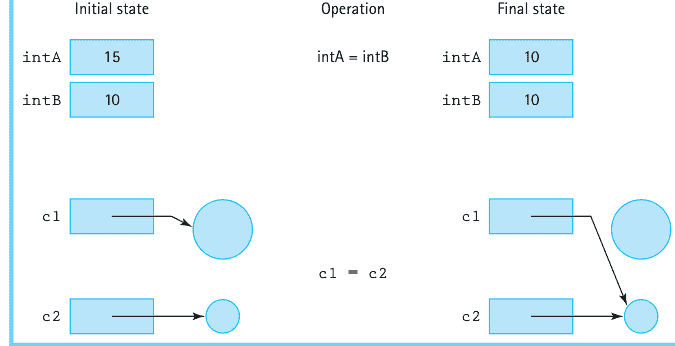 Initial state Operation Final state
intA 15 intA = intB intA 10
intB 10 intB 10
c1 c1
c1 = c2
c2 c2